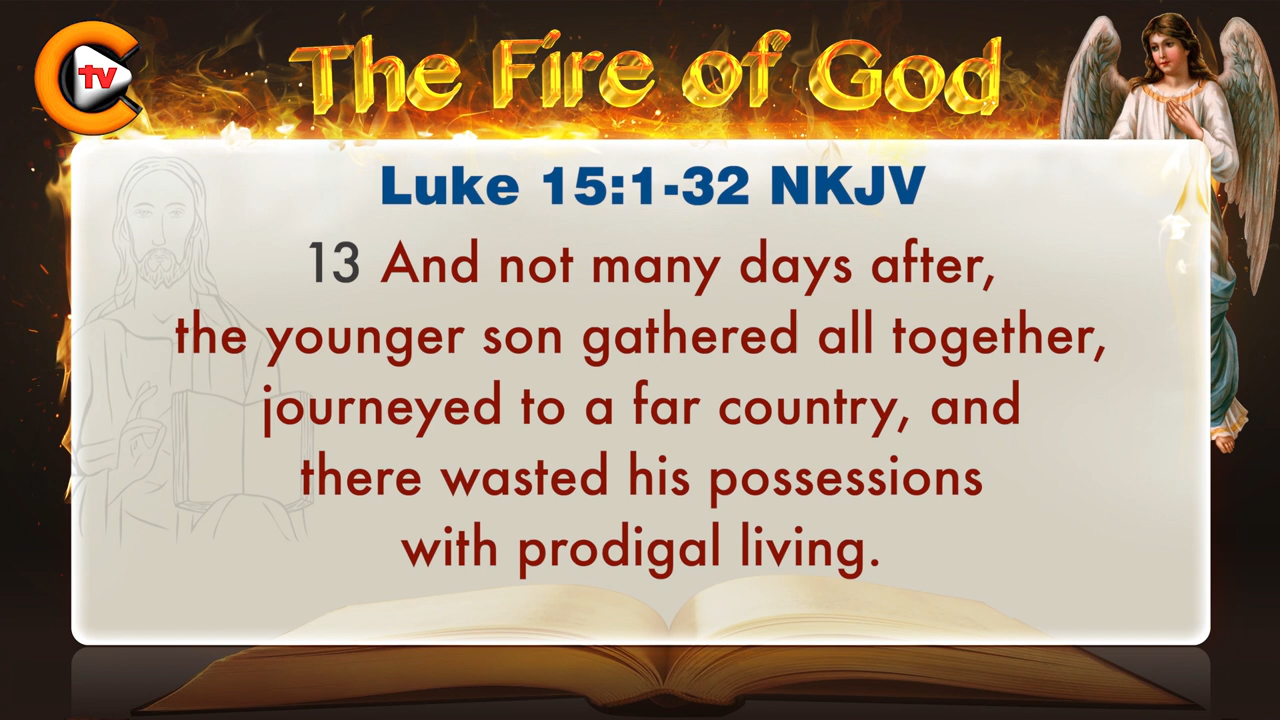 tv
The Fire of God
Luke 15:1-32 NKJV
13 And not many days after,
the younger son gathered all together,
journeyed to a far country, and
there wasted his possessions
with prodigal living.